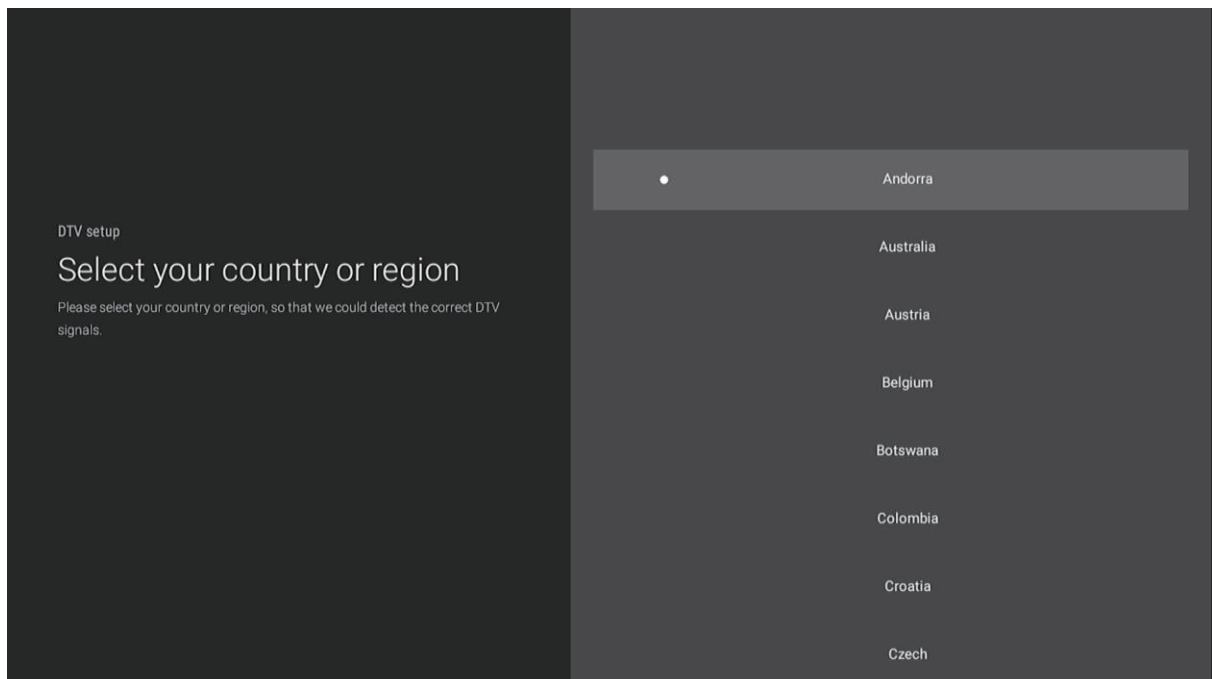 DTV setup
Select your country or region
Please select your country or region, so that we could detect the correct DTV
signals.
Andorra
Australia
Austria
Belgium
Botswana
Colombia
Croatia
Czech